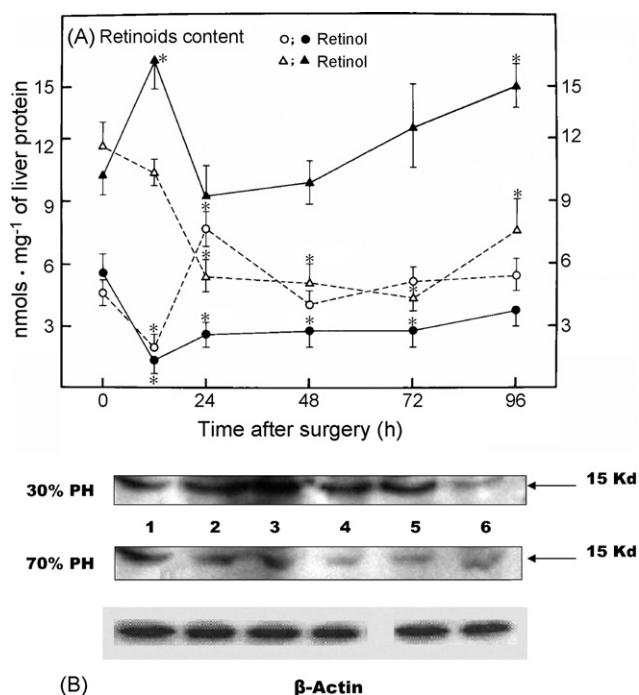 (A) Retinoids content
○; ● Retinol
△; ▲ Retinol
nmols · mg⁻¹ of liver protein
15 15
12 12
9 9
6 6
3 3
0 24 48 72 96
Time after surgery (h)
30% PH 15 Kd
1 2 3 4 5 6
70% PH 15 Kd
(B) β-Actin